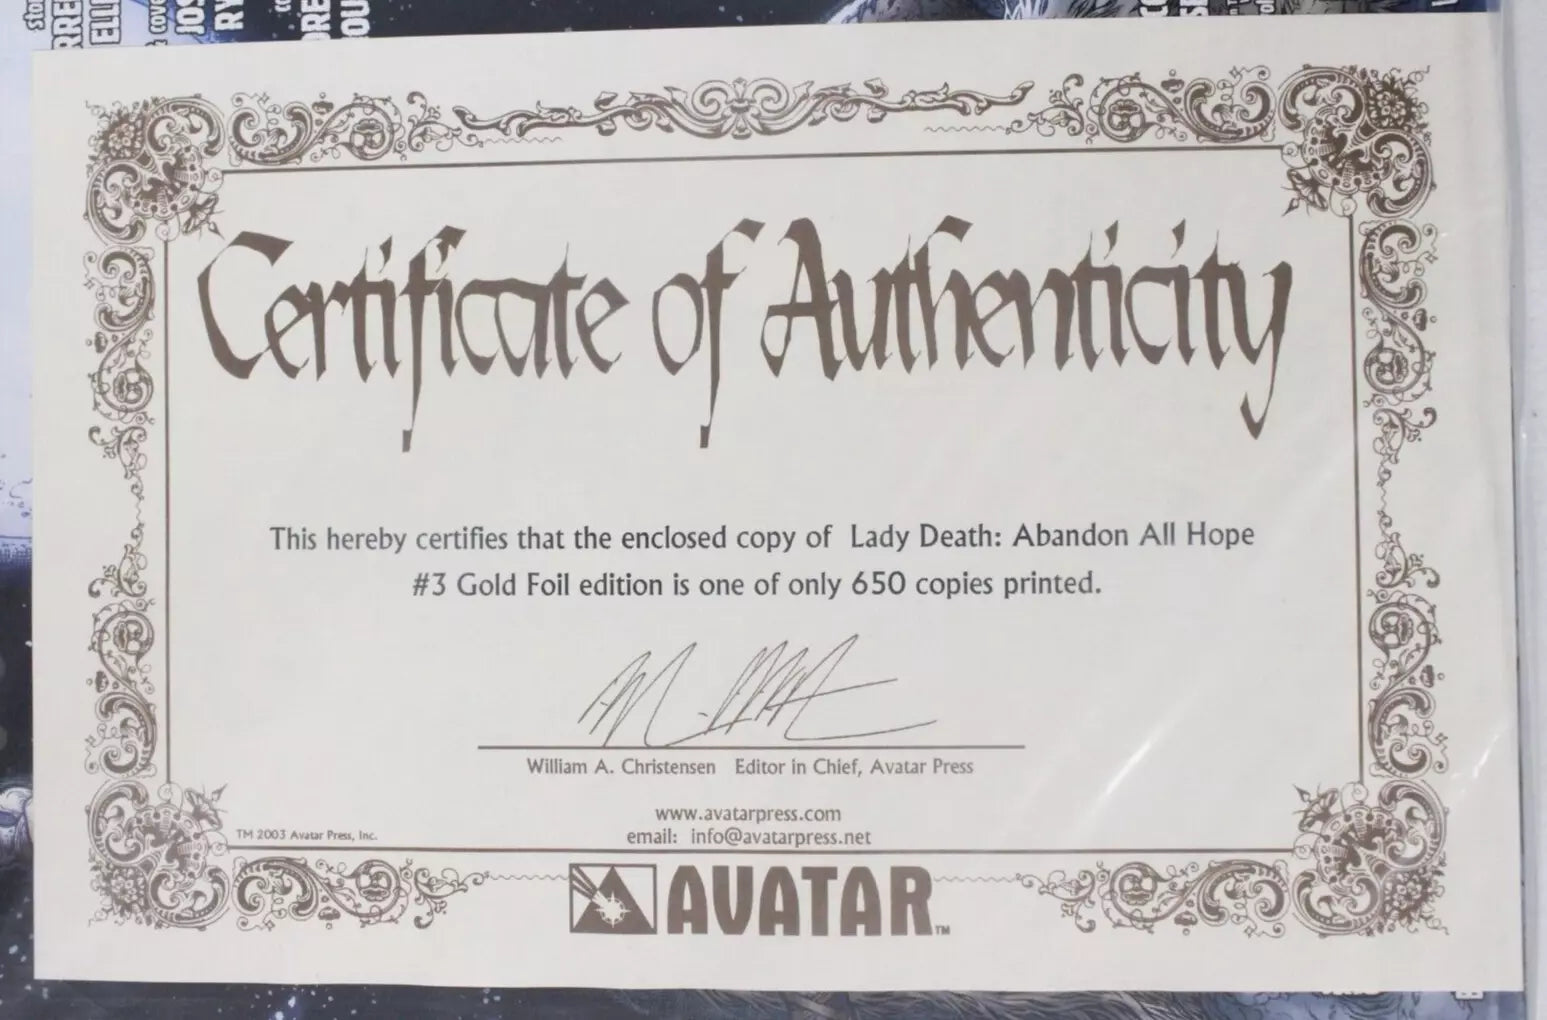 Certificate of Authenticity
This hereby certifies that the enclosed copy of Lady Death: Abandon All Hope
#3 Gold Foil edition is one of only 650 copies printed.
William A. Christensen Editor in Chief, Avatar Press
www.avatarpress.com
email: info@avatarpress.net
TM 2003 Avatar Press, Inc.
AVATAR TM